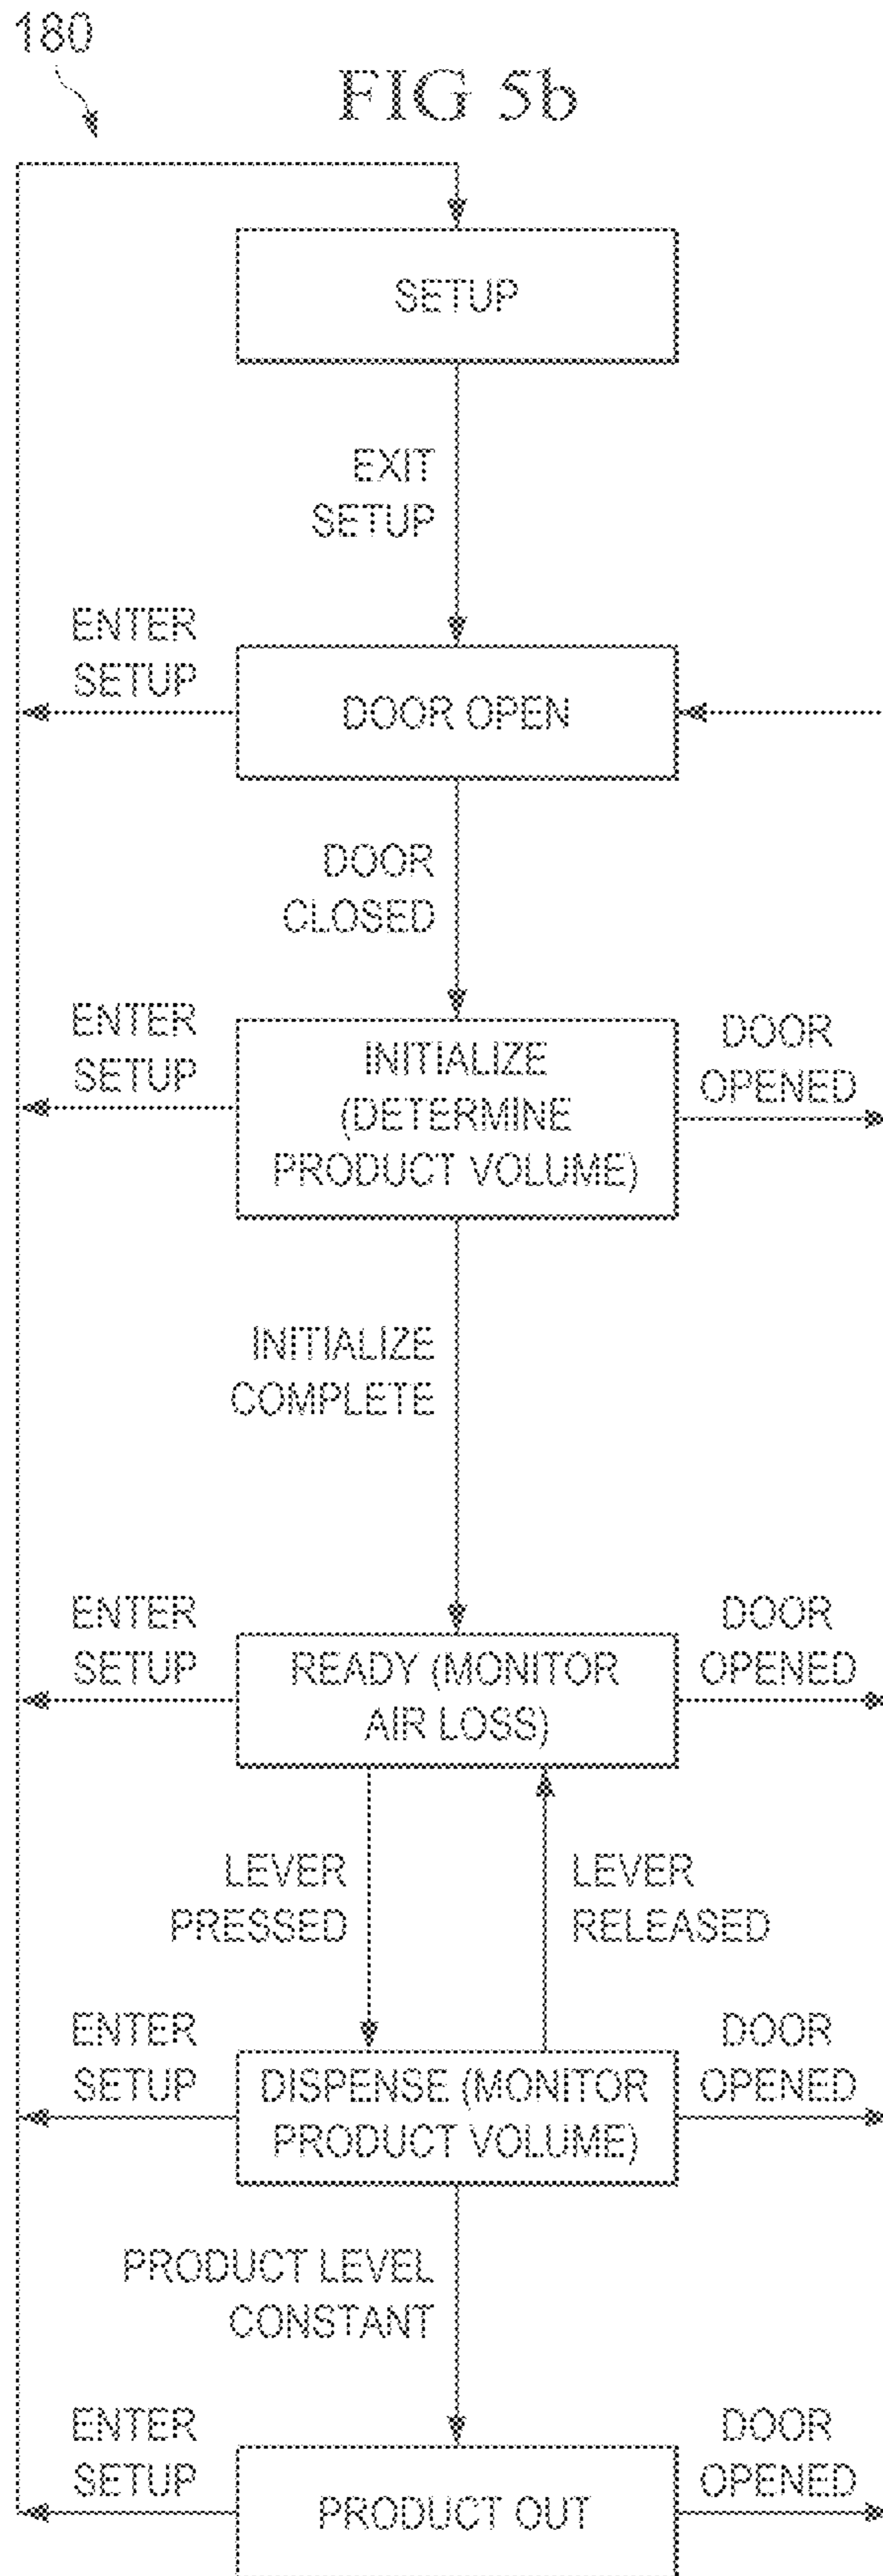 180
FIG 5b
SETUP
EXIT
SETUP
ENTER
SETUP
DOOR OPEN
DOOR
CLOSED
ENTER
SETUP
INITIALIZE
(DETERMINE
PRODUCT VOLUME)
DOOR
OPENED
INITIALIZE
COMPLETE
ENTER
SETUP
READY (MONITOR
AIR LOSS)
DOOR
OPENED
LEVER
PRESSED
LEVER
RELEASED
ENTER
SETUP
DISPENSE (MONITOR
PRODUCT VOLUME)
DOOR
OPENED
PRODUCT LEVEL
CONSTANT
ENTER
SETUP
PRODUCT OUT
DOOR
OPENED